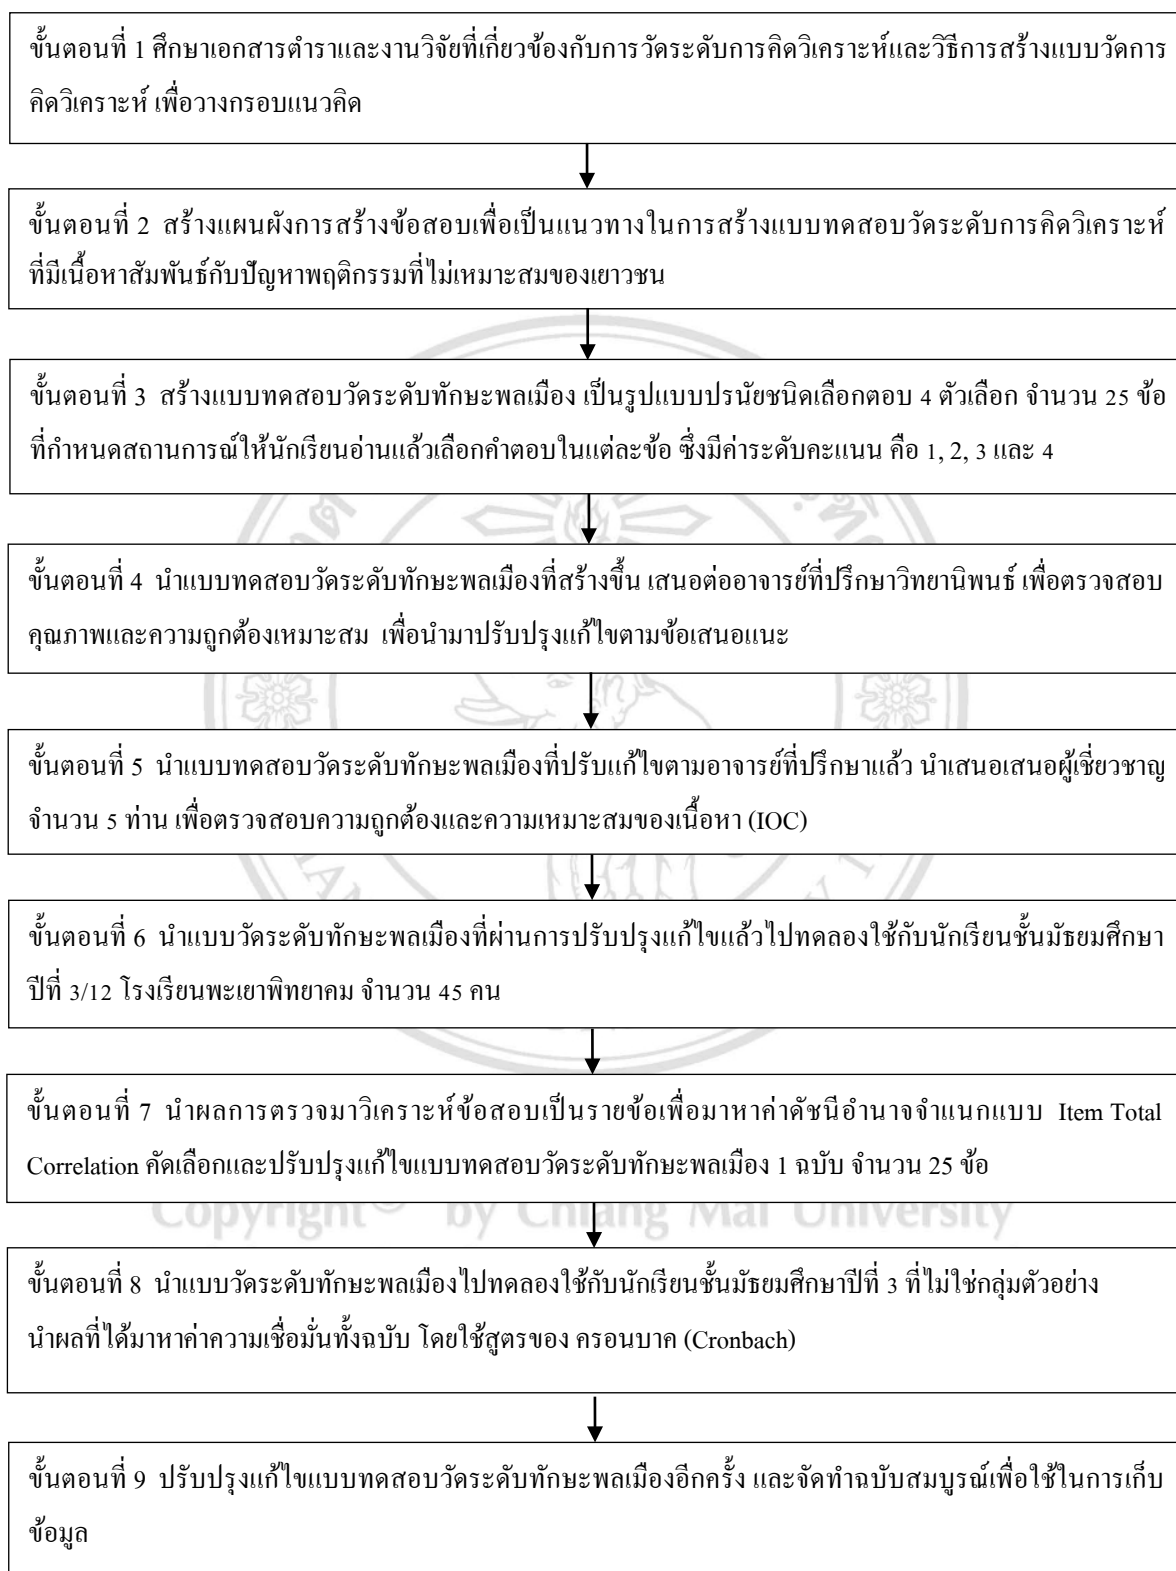 ขั้นตอนที่ 1 ศึกษาเอกสารตำราและงานวิจัยที่เกี่ยวข้องกับการวัดระดับการคิดวิเคราะห์และวิธีการสร้างแบบวัดการ
คิดวิเคราะห์ เพื่อวางกรอบแนวคิด
ขั้นตอนที่ 2 สร้างแผนผังการสร้างข้อสอบเพื่อเป็นแนวทางในการสร้างแบบทดสอบวัดระดับการคิดวิเคราะห์
ที่มีเนื้อหาสัมพันธ์กับปัญหาพฤติกรรมที่ไม่เหมาะสมของเยาวชน
ขั้นตอนที่ 3 สร้างแบบทดสอบวัดระดับทักษะพลเมือง เป็นรูปแบบปรนัยชนิดเลือกตอบ 4 ตัวเลือก จำนวน 25 ข้อ
ที่กำหนดสถานการณ์ให้นักเรียนอ่านแล้วเลือกคำตอบในแต่ละข้อ ซึ่งมีค่าระดับคะแนน คือ 1, 2, 3 และ 4
ขั้นตอนที่ 4 นำแบบทดสอบวัดระดับทักษะพลเมืองที่สร้างขึ้น เสนอต่ออาจารย์ที่ปรึกษาวิทยานิพนธ์ เพื่อตรวจสอบ
คุณภาพและความถูกต้องเหมาะสม เพื่อนำมาปรับปรุงแก้ไขตามข้อเสนอแนะ
ขั้นตอนที่ 5 นำแบบทดสอบวัดระดับทักษะพลเมืองที่ปรับแก้ไขตามอาจารย์ที่ปรึกษาแล้ว นำเสนอเสนอผู้เชี่ยวชาญ
จำนวน 5 ท่าน เพื่อตรวจสอบความถูกต้องและความเหมาะสมของเนื้อหา (IOC)
ขั้นตอนที่ 6 นำแบบวัดระดับทักษะพลเมืองที่ผ่านการปรับปรุงแก้ไขแล้วไปทดลองใช้กับนักเรียนชั้นมัธยมศึกษา
ปีที่ 3/12 โรงเรียนพะเยาพิทยาคม จำนวน 45 คน
ขั้นตอนที่ 7 นำผลการตรวจมาวิเคราะห์ข้อสอบเป็นรายข้อเพื่อมาหาค่าดัชนีอำนาจจำแนกแบบ Item Total
Correlation คัดเลือกและปรับปรุงแก้ไขแบบทดสอบวัดระดับทักษะพลเมือง 1 ฉบับ จำนวน 25 ข้อ
Copyright© by Chiang Mai University
ขั้นตอนที่ 8 นำแบบวัดระดับทักษะพลเมืองไปทดลองใช้กับนักเรียนชั้นมัธยมศึกษาปีที่ 3 ที่ไม่ใช่กลุ่มตัวอย่าง
นำผลที่ได้มาหาค่าความเชื่อมั่นทั้งฉบับ โดยใช้สูตรของ ครอนบาค (Cronbach)
ขั้นตอนที่ 9 ปรับปรุงแก้ไขแบบทดสอบวัดระดับทักษะพลเมืองอีกครั้ง และจัดทำฉบับสมบูรณ์เพื่อใช้ในการเก็บ
ข้อมูล